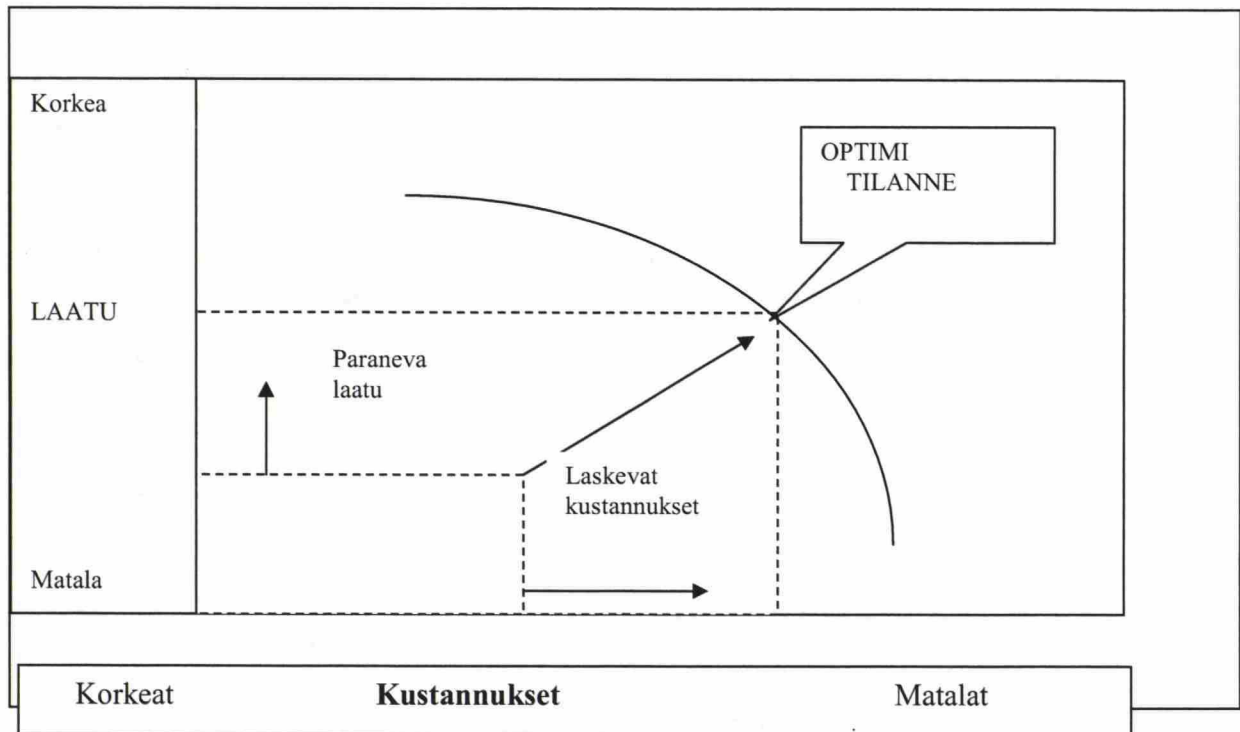 Korkea
OPTIMI
TILANNE
LAATU
Paraneva
laatu
Laskevat
kustannukset
Matala
Korkeat Kustannukset Matalat